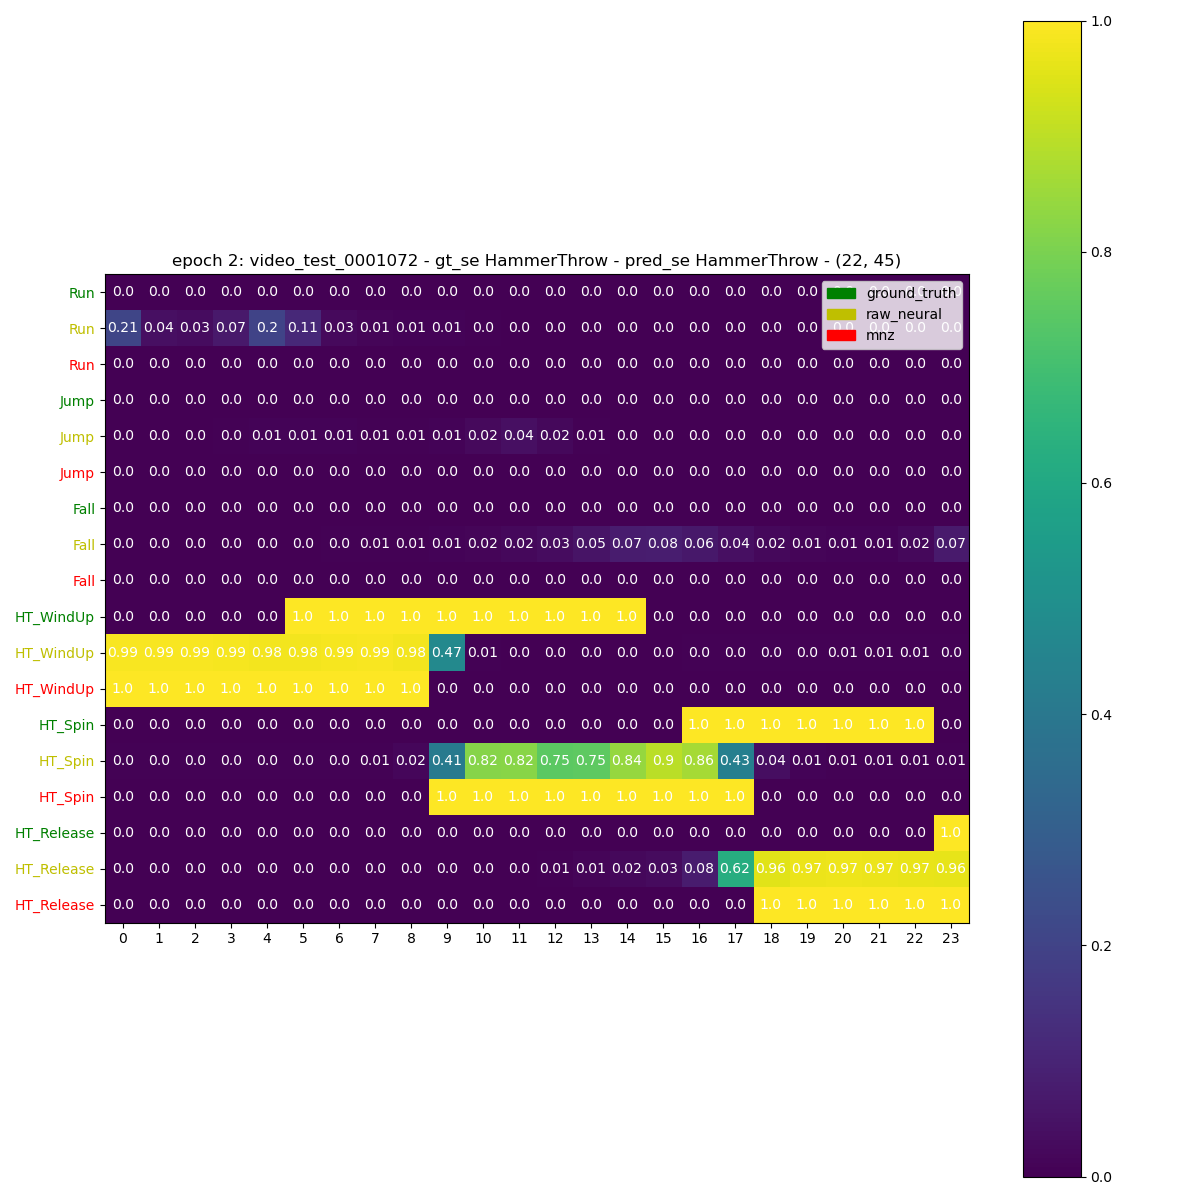 1.0
epoch 2: video_test_0001072 - gt_se HammerThrow - pred_se HammerThrow - (22, 45)
0.8
ground_truth
raw_neural
mnz
Run 0.0 0.0 0.0 0.0 0.0 0.0 0.0 0.0 0.0 0.0 0.0 0.0 0.0 0.0 0.0 0.0 0.0 0.0 0.0 0.0
Run 0.21 0.04 0.03 0.07 0.2 0.11 0.03 0.01 0.01 0.01 0.0 0.0 0.0 0.0 0.0 0.0 0.0 0.0 0.0 0.0
Run 0.0 0.0 0.0 0.0 0.0 0.0 0.0 0.0 0.0 0.0 0.0 0.0 0.0 0.0 0.0 0.0 0.0 0.0 0.0 0.0 0.0 0.0 0.0 0.0
Jump 0.0 0.0 0.0 0.0 0.0 0.0 0.0 0.0 0.0 0.0 0.0 0.0 0.0 0.0 0.0 0.0 0.0 0.0 0.0 0.0 0.0 0.0 0.0 0.0
Jump 0.0 0.0 0.0 0.0 0.01 0.01 0.01 0.01 0.01 0.01 0.02 0.04 0.02 0.01 0.0 0.0 0.0 0.0 0.0 0.0 0.0 0.0 0.0 0.0
Jump 0.0 0.0 0.0 0.0 0.0 0.0 0.0 0.0 0.0 0.0 0.0 0.0 0.0 0.0 0.0 0.0 0.0 0.0 0.0 0.0 0.0 0.0 0.0 0.0
0.6
Fall 0.0 0.0 0.0 0.0 0.0 0.0 0.0 0.0 0.0 0.0 0.0 0.0 0.0 0.0 0.0 0.0 0.0 0.0 0.0 0.0 0.0 0.0 0.0 0.0
Fall 0.0 0.0 0.0 0.0 0.0 0.0 0.0 0.01 0.01 0.01 0.02 0.02 0.03 0.05 0.07 0.08 0.06 0.04 0.02 0.01 0.01 0.01 0.02 0.07
Fall 0.0 0.0 0.0 0.0 0.0 0.0 0.0 0.0 0.0 0.0 0.0 0.0 0.0 0.0 0.0 0.0 0.0 0.0 0.0 0.0 0.0 0.0 0.0 0.0
HT_WindUp 0.0 0.0 0.0 0.0 0.0 1.0 1.0 1.0 1.0 1.0 1.0 1.0 1.0 1.0 1.0 0.0 0.0 0.0 0.0 0.0 0.0 0.0 0.0 0.0
HT_WindUp 0.99 0.99 0.99 0.99 0.98 0.98 0.99 0.99 0.98 0.47 0.01 0.0 0.0 0.0 0.0 0.0 0.0 0.0 0.0 0.0 0.01 0.01 0.01 0.0
HT_WindUp 1.0 1.0 1.0 1.0 1.0 1.0 1.0 1.0 1.0 0.0 0.0 0.0 0.0 0.0 0.0 0.0 0.0 0.0 0.0 0.0 0.0 0.0 0.0 0.0
0.4
HT_Spin 0.0 0.0 0.0 0.0 0.0 0.0 0.0 0.0 0.0 0.0 0.0 0.0 0.0 0.0 0.0 0.0 1.0 1.0 1.0 1.0 1.0 1.0 1.0 0.0
HT_Spin 0.0 0.0 0.0 0.0 0.0 0.0 0.0 0.01 0.02 0.41 0.82 0.82 0.75 0.75 0.84 0.9 0.86 0.43 0.04 0.01 0.01 0.01 0.01 0.01
HT_Spin 0.0 0.0 0.0 0.0 0.0 0.0 0.0 0.0 0.0 1.0 1.0 1.0 1.0 1.0 1.0 1.0 1.0 1.0 0.0 0.0 0.0 0.0 0.0 0.0
HT_Release 0.0 0.0 0.0 0.0 0.0 0.0 0.0 0.0 0.0 0.0 0.0 0.0 0.0 0.0 0.0 0.0 0.0 0.0 0.0 0.0 0.0 0.0 0.0 1.0
HT_Release 0.0 0.0 0.0 0.0 0.0 0.0 0.0 0.0 0.0 0.0 0.0 0.0 0.01 0.01 0.02 0.03 0.08 0.62 0.96 0.97 0.97 0.97 0.97 0.96
HT_Release 0.0 0.0 0.0 0.0 0.0 0.0 0.0 0.0 0.0 0.0 0.0 0.0 0.0 0.0 0.0 0.0 0.0 0.0 1.0 1.0 1.0 1.0 1.0 1.0
0 1 2 3 4 5 6 7 8 9 10 11 12 13 14 15 16 17 18 19 20 21 22 23
0.2
0.0